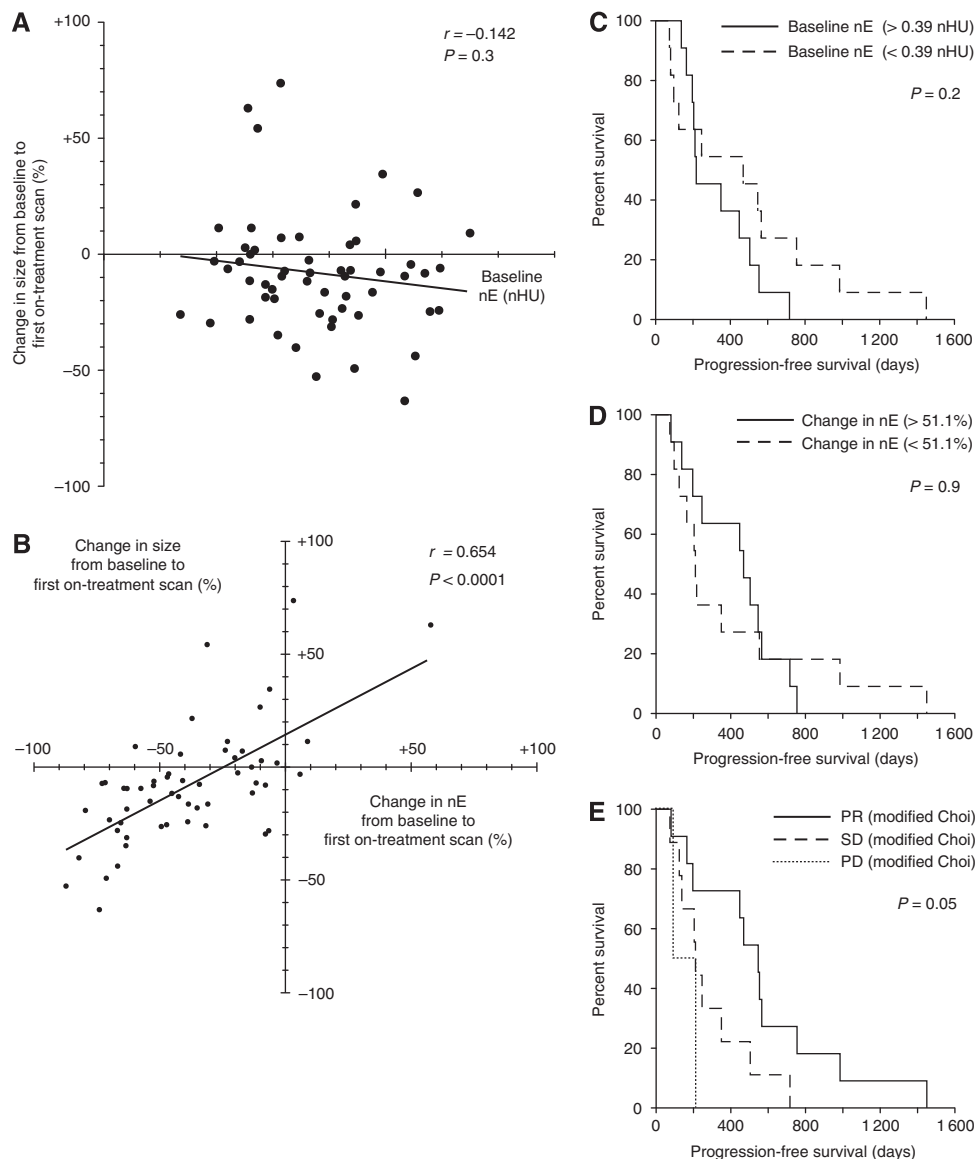 A
+100
+50
0
−50
−100
Change in size from baseline to
first on-treatment scan (%)
r = −0.142
P = 0.3
Baseline
nE (nHU)
B
Change in size
from baseline to
first on-treatment scan (%)
+100
+50
−50
−100
r = 0.654
P < 0.0001
−100
−50
+50
+100
Change in nE
from baseline to
first on-treatment scan (%)
C
100
80
60
40
20
0
Percent survival
Baseline nE (> 0.39 nHU)
Baseline nE (< 0.39 nHU)
P = 0.2
0
400
800
1 200
1 600
Progression-free survival (days)
D
100
80
60
40
20
0
Percent survival
Change in nE (> 51.1%)
Change in nE (< 51.1%)
P = 0.9
0
400
800
1 200
1 600
Progression-free survival (days)
E
100
80
60
40
20
0
Percent survival
PR (modified Choi)
SD (modified Choi)
PD (modified Choi)
P = 0.05
0
400
800
1 200
1 600
Progression-free survival (days)